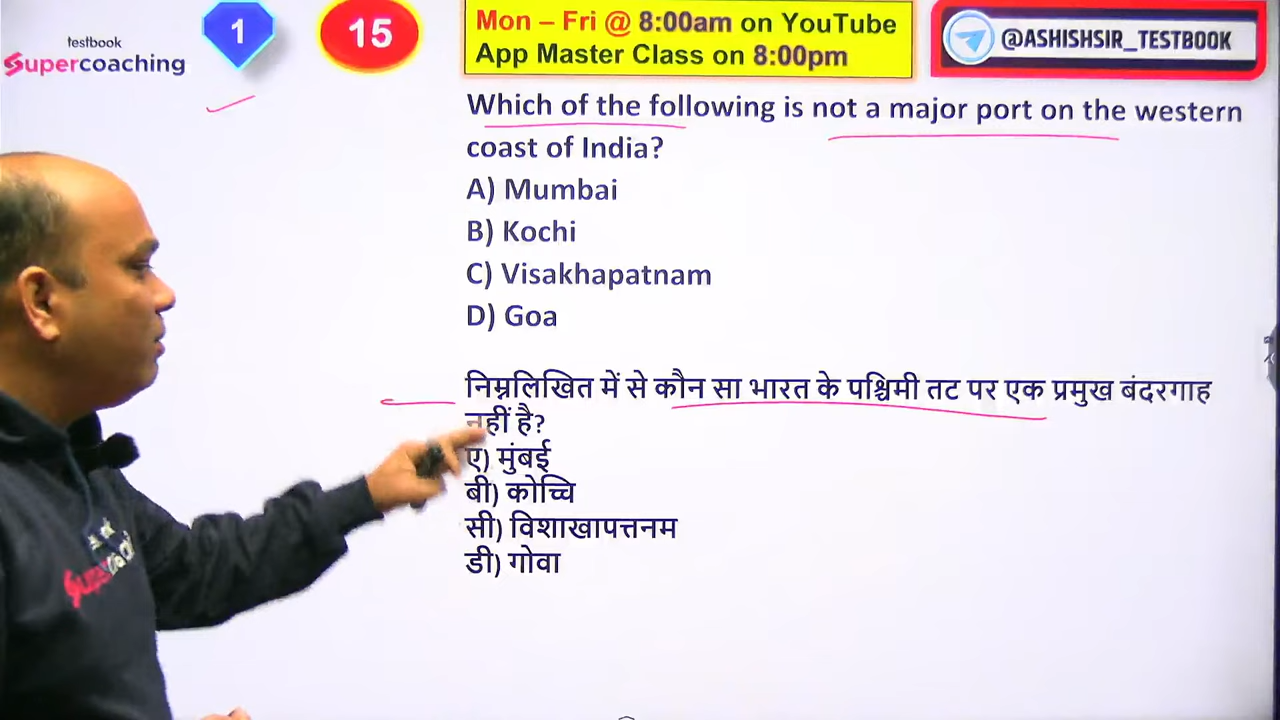 testbook
Supercoaching
1
15
Mon – Fri @ 8:00am on YouTube
App Master Class on 8:00pm
@ASHISHSIR_TESTBOOK
Which of the following is not a major port on the western
coast of India?
A) Mumbai
B) Kochi
C) Visakhapatnam
D) Goa
निम्नलिखित में से कौन सा भारत के पश्चिमी तट पर एक प्रमुख बंदरगाह
नहीं है?
ए) मुंबई
बी) कोच्चि
सी) विशाखापत्तनम
डी) गोवा